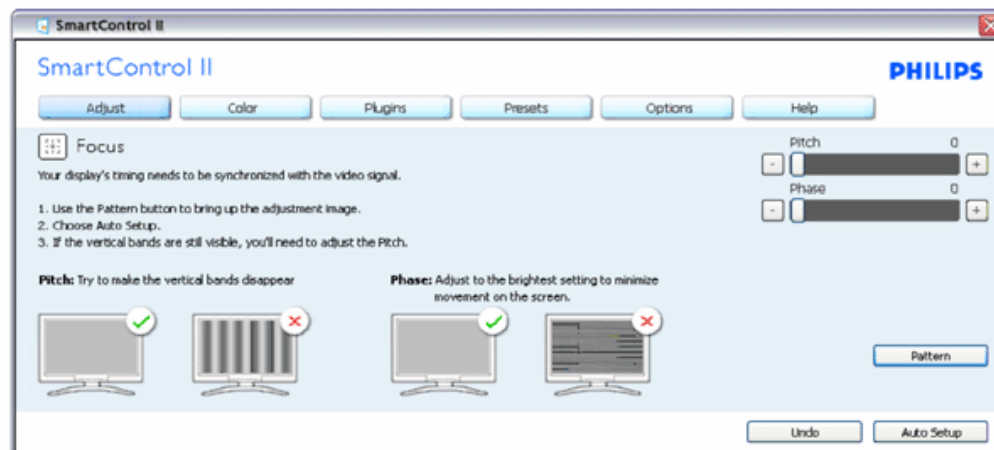 SmartControl II
SmartControl II
PHILIPS
Adjust Color Plugins Presets Options Help
Focus
Your display's timing needs to be synchronized with the video signal.
1. Use the Pattern button to bring up the adjustment image.
2. Choose Auto Setup.
3. If the vertical bands are still visible, you'll need to adjust the Pitch.
Pitch 0
- +
Phase 0
- +
Pitch: Try to make the vertical bands disappear
Phase: Adjust to the brightest setting to minimize
movement on the screen.
Pattern
Undo Auto Setup